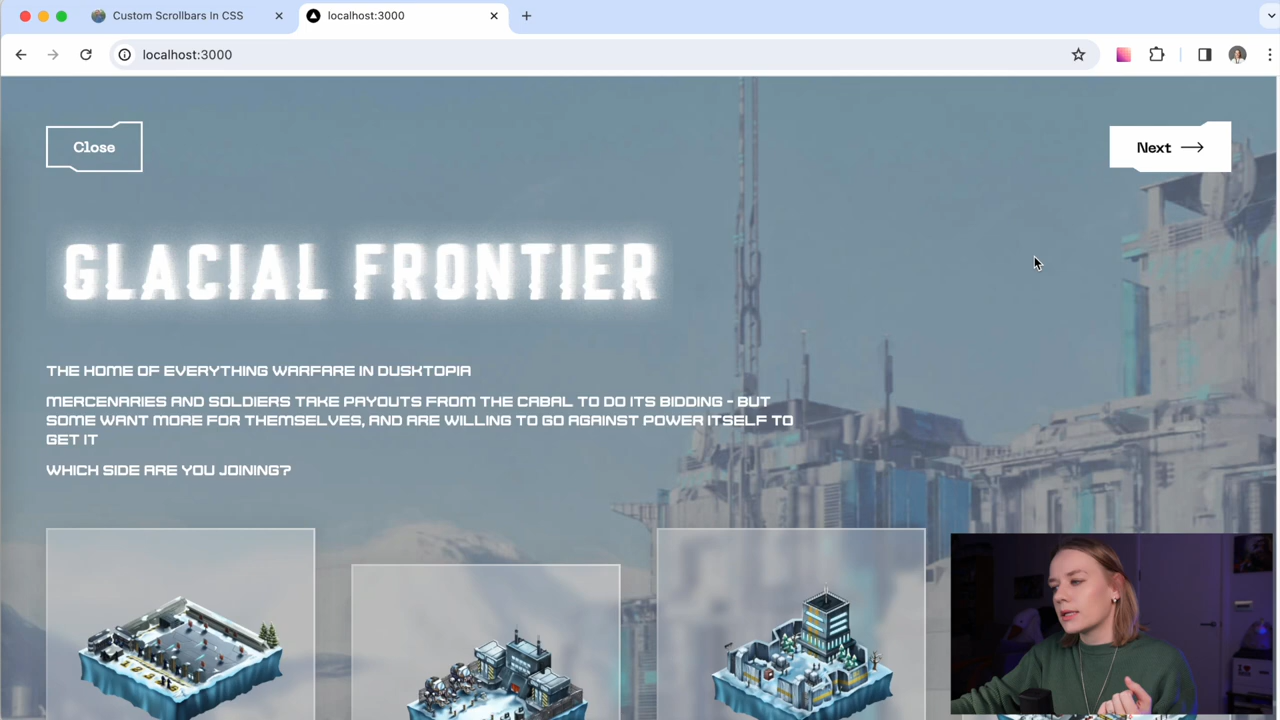 Custom Scrollbars In CSS
localhost:3000
localhost:3000
Close
Next
GLACIAL FRONTIER
THE HOME OF EVERYTHING WARFARE IN DUSKTOPIA
MERCENARIES AND SOLDIERS TAKE PAYOUTS FROM THE CABAL TO DO ITS BIDDING - BUT
SOME WANT MORE FOR THEMSELVES, AND ARE WILLING TO GO AGAINST POWER ITSELF TO
GET IT
WHICH SIDE ARE YOU JOINING?